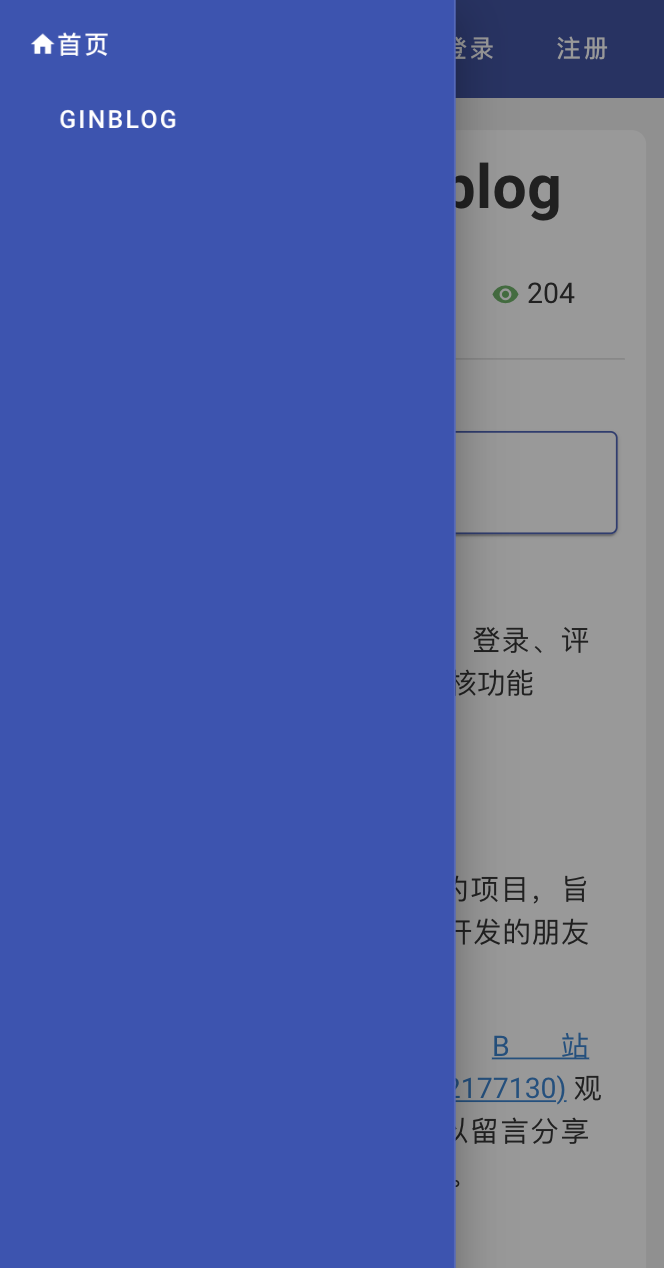 首页
GINBLOG
登录 注册
blog
204
登录、评
核功能
的项目，旨
开发的朋友
B 站
2177130) 观
以留言分享
。